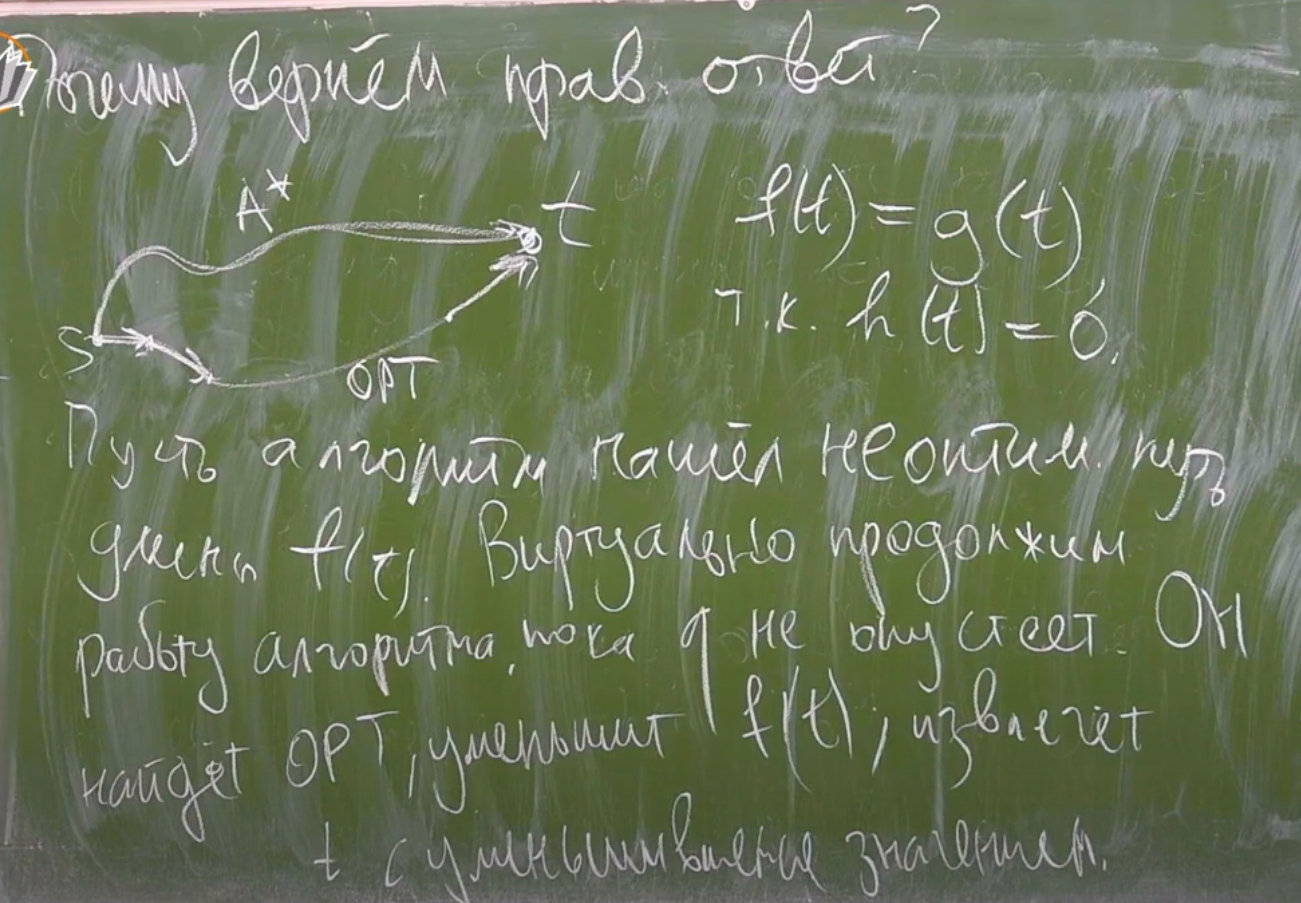 Почему вернём прав. ответ?
A*
t
f(t) = g(t)
т.к. h(t) = 0.
S
OPT
Пусть алгоритм нашёл неоптим. путь
длины f(t). Виртуально продолжим
работу алгоритма, пока q не опустеет. Он
найдёт OPT, уменьшит f(t), извлечёт
t с уменьшившемся значением.